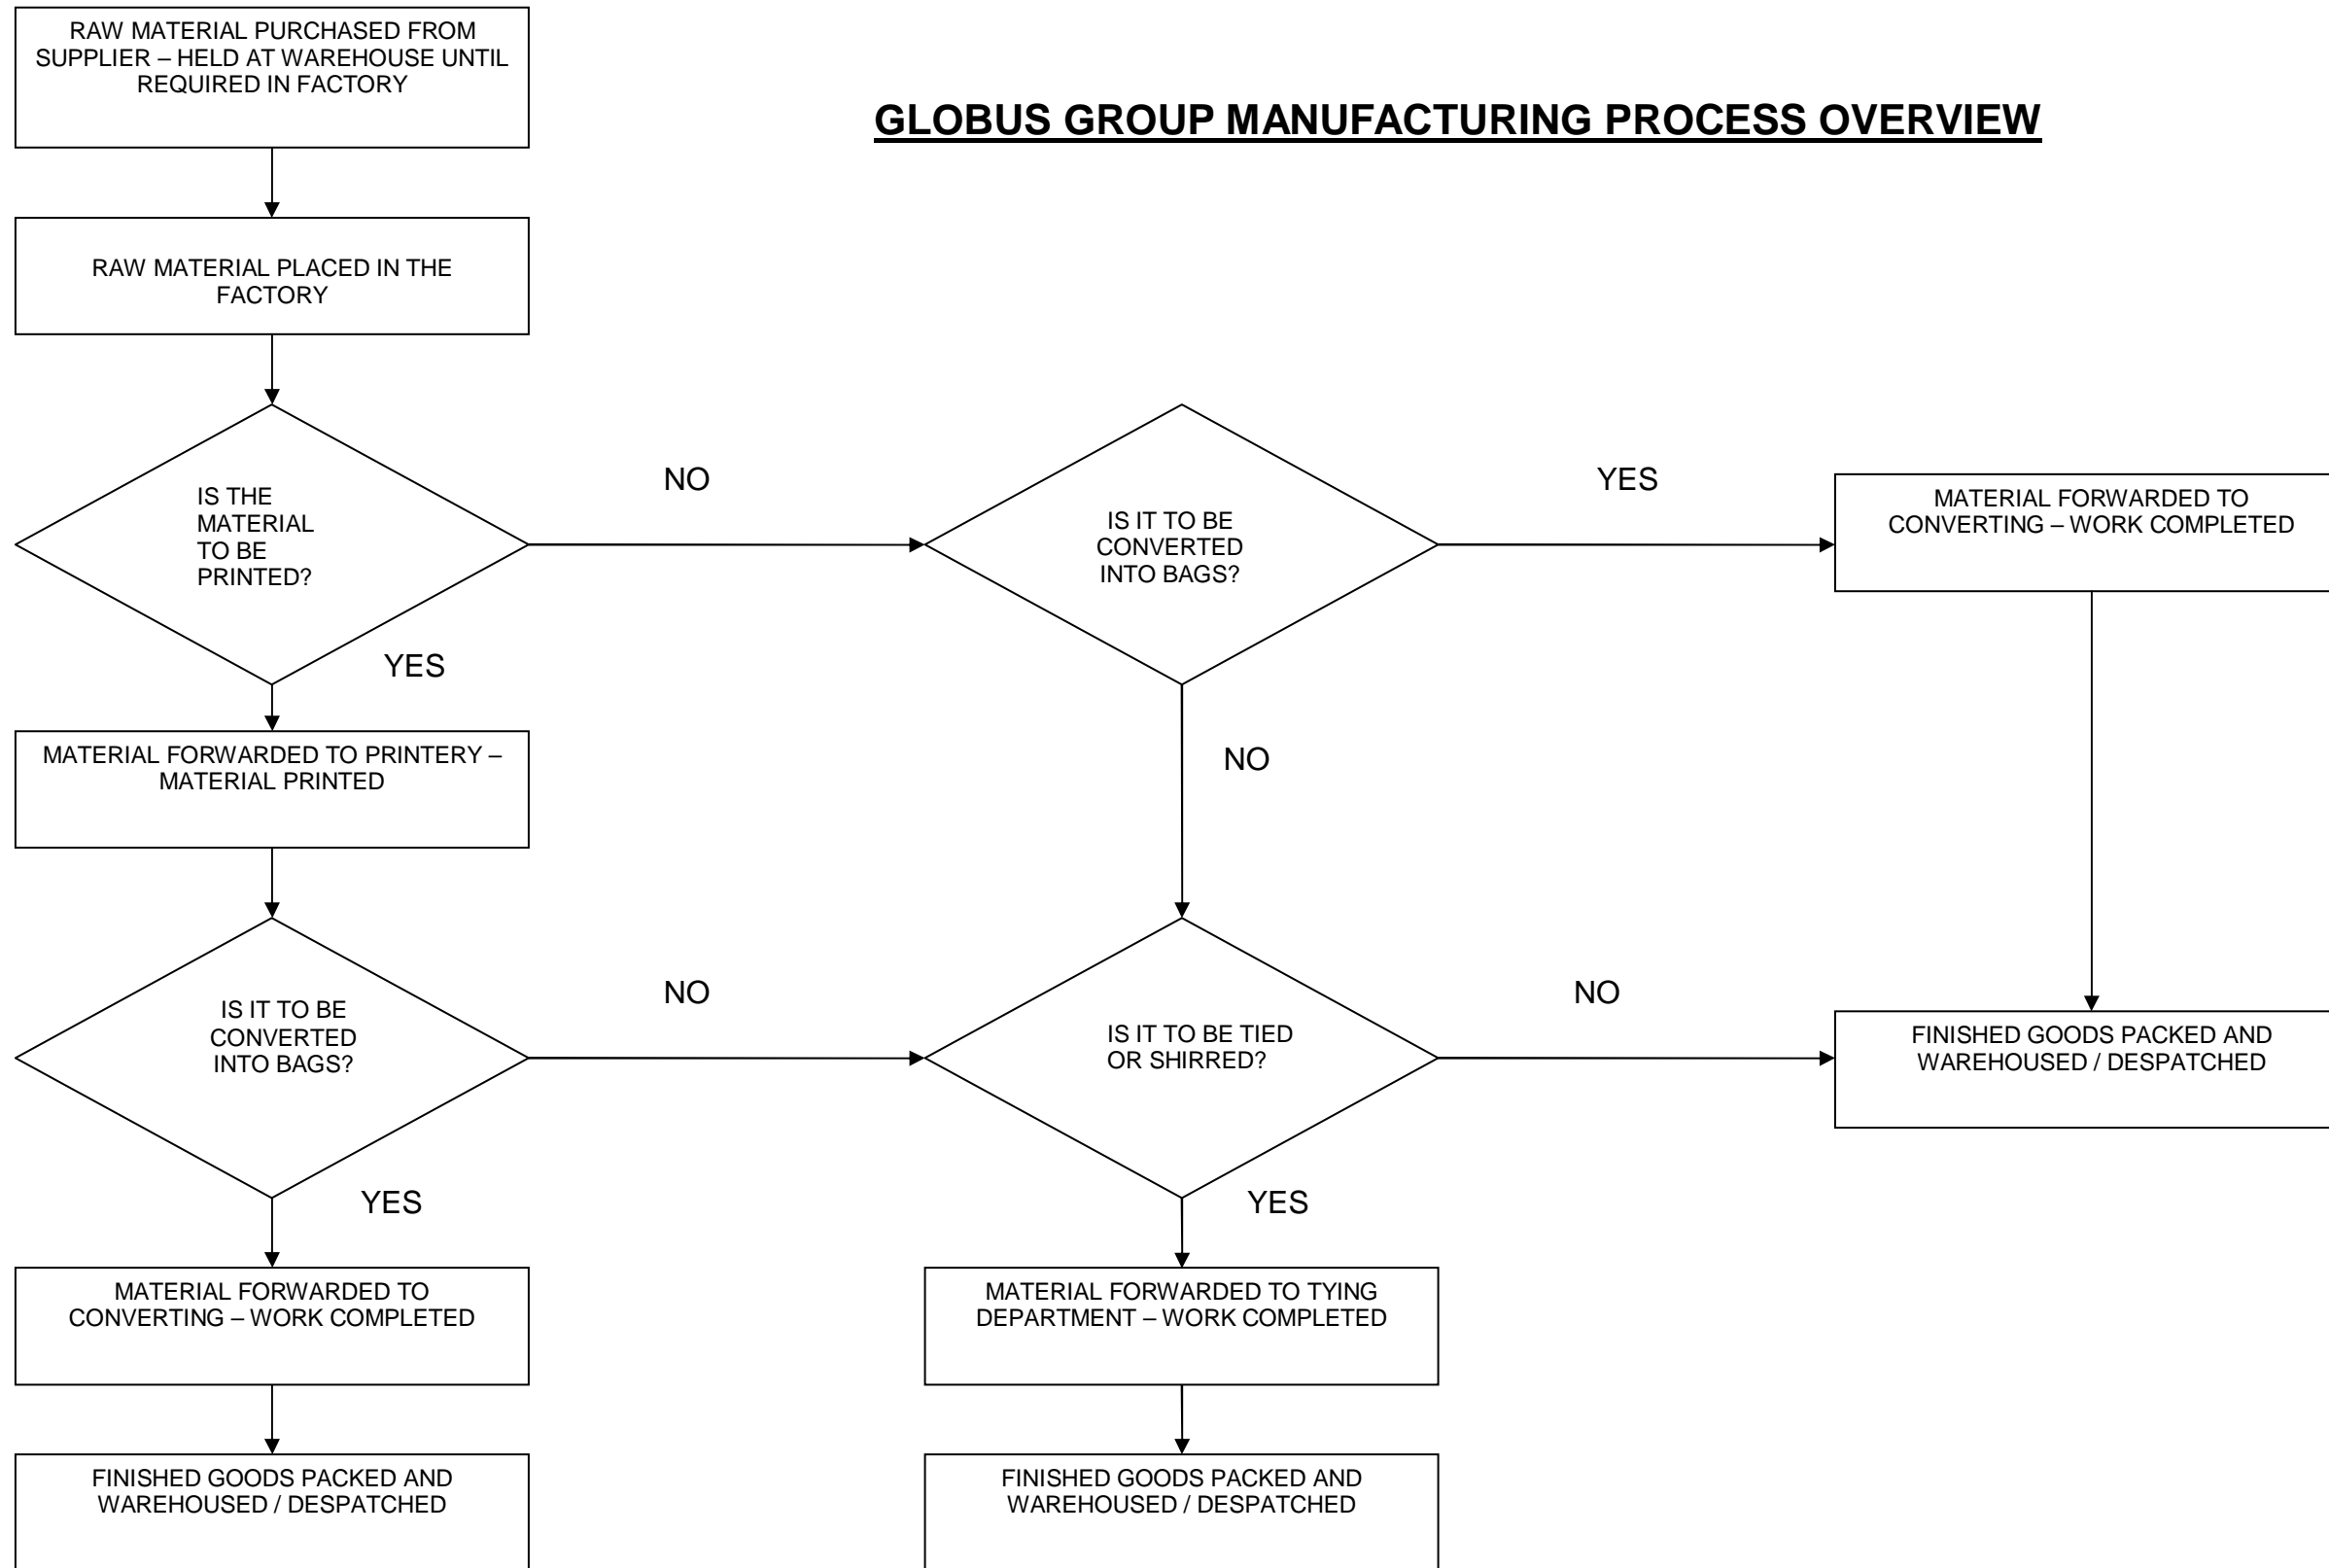 RAW MATERIAL PURCHASED FROM
SUPPLIER – HELD AT WAREHOUSE UNTIL
REQUIRED IN FACTORY
GLOBUS GROUP MANUFACTURING PROCESS OVERVIEW
RAW MATERIAL PLACED IN THE
FACTORY
IS THE
MATERIAL
TO BE
PRINTED?
NO
IS IT TO BE
CONVERTED
INTO BAGS?
YES
MATERIAL FORWARDED TO
CONVERTING – WORK COMPLETED
YES
MATERIAL FORWARDED TO PRINTERY –
MATERIAL PRINTED
NO
IS IT TO BE
CONVERTED
INTO BAGS?
NO
IS IT TO BE TIED
OR SHIRRED?
NO
FINISHED GOODS PACKED AND
WAREHOUSED / DESPATCHED
YES
YES
MATERIAL FORWARDED TO
CONVERTING – WORK COMPLETED
MATERIAL FORWARDED TO TYING
DEPARTMENT – WORK COMPLETED
FINISHED GOODS PACKED AND
WAREHOUSED / DESPATCHED
FINISHED GOODS PACKED AND
WAREHOUSED / DESPATCHED